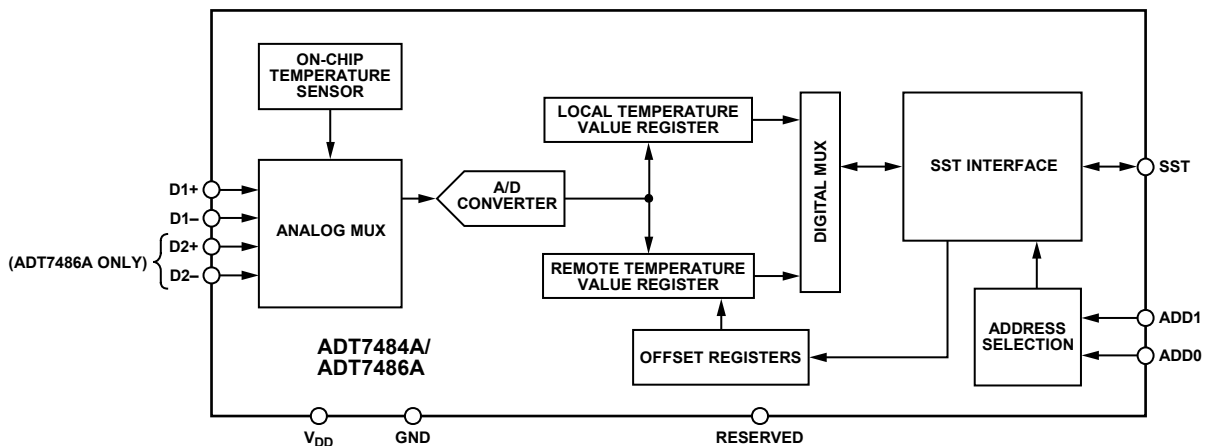 ON-CHIP
TEMPERATURE
SENSOR
LOCAL TEMPERATURE
VALUE REGISTER
D1+
D1–
(ADT7486A ONLY)
D2+
D2–
ANALOG MUX
A/D
CONVERTER
DIGITAL MUX
SST INTERFACE
SST
REMOTE TEMPERATURE
VALUE REGISTER
ADT7484A/
ADT7486A
OFFSET REGISTERS
ADDRESS
SELECTION
ADD1
ADD0
VDD
GND
RESERVED